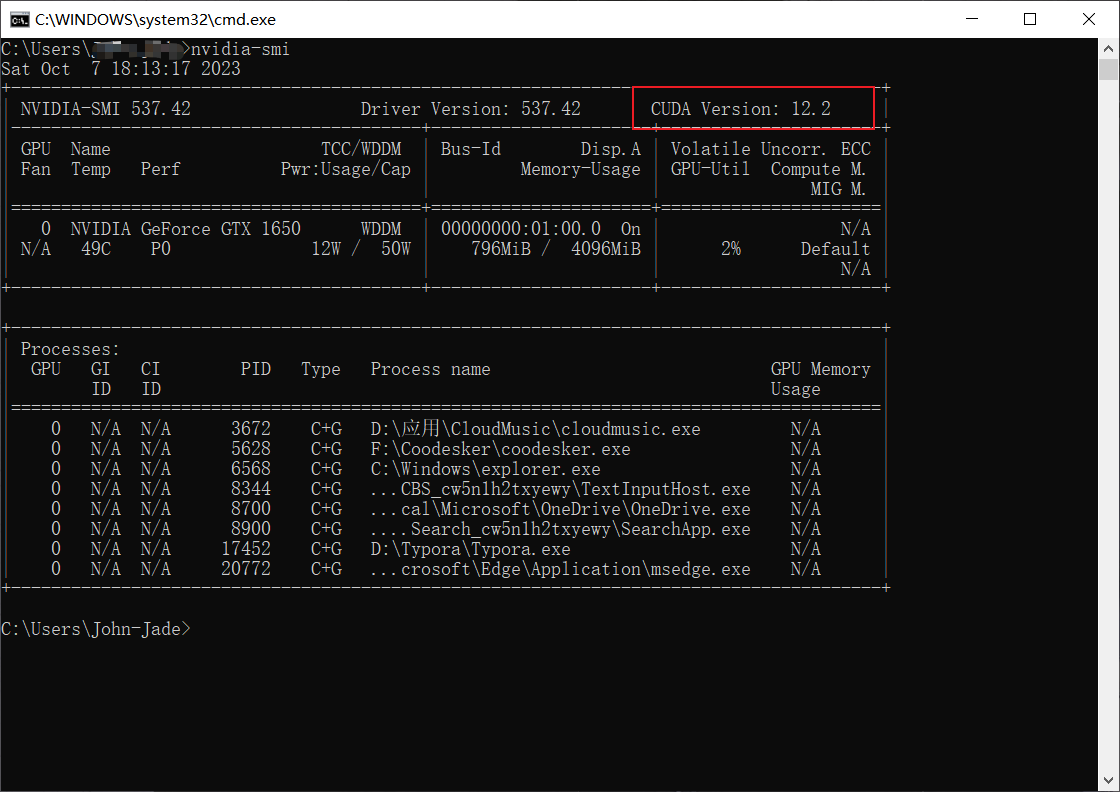 C:\WINDOWS\system32\cmd.exe
C:\Users\>nvidia-smi
Sat Oct 7 18:13:17 2023
NVIDIA-SMI 537.42 Driver Version: 537.42 CUDA Version: 12.2
GPU Name TCC/WDDM Bus-Id Disp.A Volatile Uncorr. ECC
Fan Temp Perf Pwr:Usage/Cap Memory-Usage GPU-Util Compute M.
MIG M.
0 NVIDIA GeForce GTX 1650 WDDM 00000000:01:00.0 On N/A
N/A 49C P0 12W / 50W 796MiB / 4096MiB 2% Default
N/A
Processes:
GPU GI CI PID Type Process name GPU Memory
ID ID Usage
0 N/A N/A 3672 C+G D:\应用\CloudMusic\cloudmusic.exe N/A
0 N/A N/A 5628 C+G F:\Coodesker\coodesker.exe N/A
0 N/A N/A 6568 C+G C:\Windows\explorer.exe N/A
0 N/A N/A 8344 C+G ...CBS_cw5n1h2txyewy\TextInputHost.exe N/A
0 N/A N/A 8700 C+G ...cal\Microsoft\OneDrive\OneDrive.exe N/A
0 N/A N/A 8900 C+G ....Search_cw5n1h2txyewy\SearchApp.exe N/A
0 N/A N/A 17452 C+G D:\Typora\Typora.exe N/A
0 N/A N/A 20772 C+G ...crosoft\Edge\Application\msedge.exe N/A
C:\Users\John-Jade>